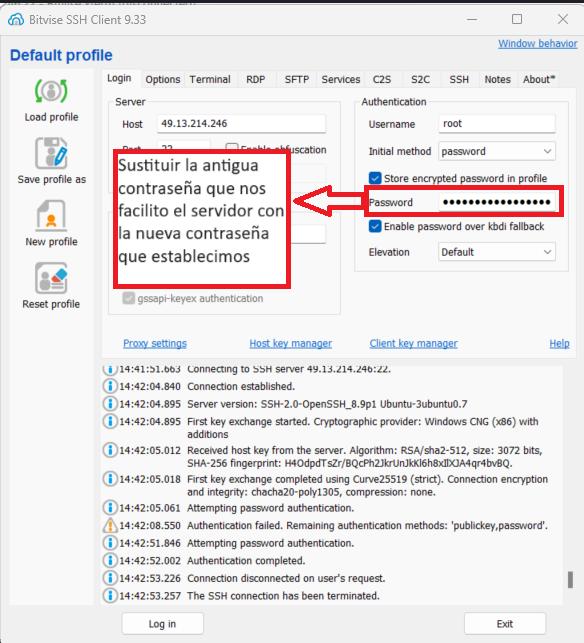 Bitvise SSH Client 9.33
Window behavior
Default profile
Load profile
Save profile as
New profile
Reset profile
Login Options Terminal RDP SFTP Services C2S S2C SSH Notes About*
Server
Host 49.13.214.246
Port 22 Enable obfuscation
Sustituir la antigua
contraseña que nos
facilito el servidor con
la nueva contraseña
que establecimos
gssapi-keyex authentication
Authentication
Username root
Initial method password
Store encrypted password in profile
Password ●●●●●●●●●●●●●●●●●
Enable password over kbdi fallback
Elevation Default
Proxy settings Host key manager Client key manager Help
14:41:51.663 Connecting to SSH server 49.13.214.246:22.
14:42:04.840 Connection established.
14:42:04.895 Server version: SSH-2.0-OpenSSH_8.9p1 Ubuntu-3ubuntu0.7
14:42:04.895 First key exchange started. Cryptographic provider: Windows CNG (x86) with
additions
14:42:05.012 Received host key from the server. Algorithm: RSA/sha2-512, size: 3072 bits,
SHA-256 fingerprint:
14:42:05.018 First key exchange completed using Curve25519 (strict). Connection encryption
and integrity: chacha20-poly1305, compression: none.
14:42:05.061 Attempting password authentication.
14:42:08.550 Authentication failed. Remaining authentication methods: 'publickey,password'.
14:42:51.846 Attempting password authentication.
14:42:52.002 Authentication completed.
14:42:53.226 Connection disconnected on user's request.
14:42:53.257 The SSH connection has been terminated.
Log in Exit